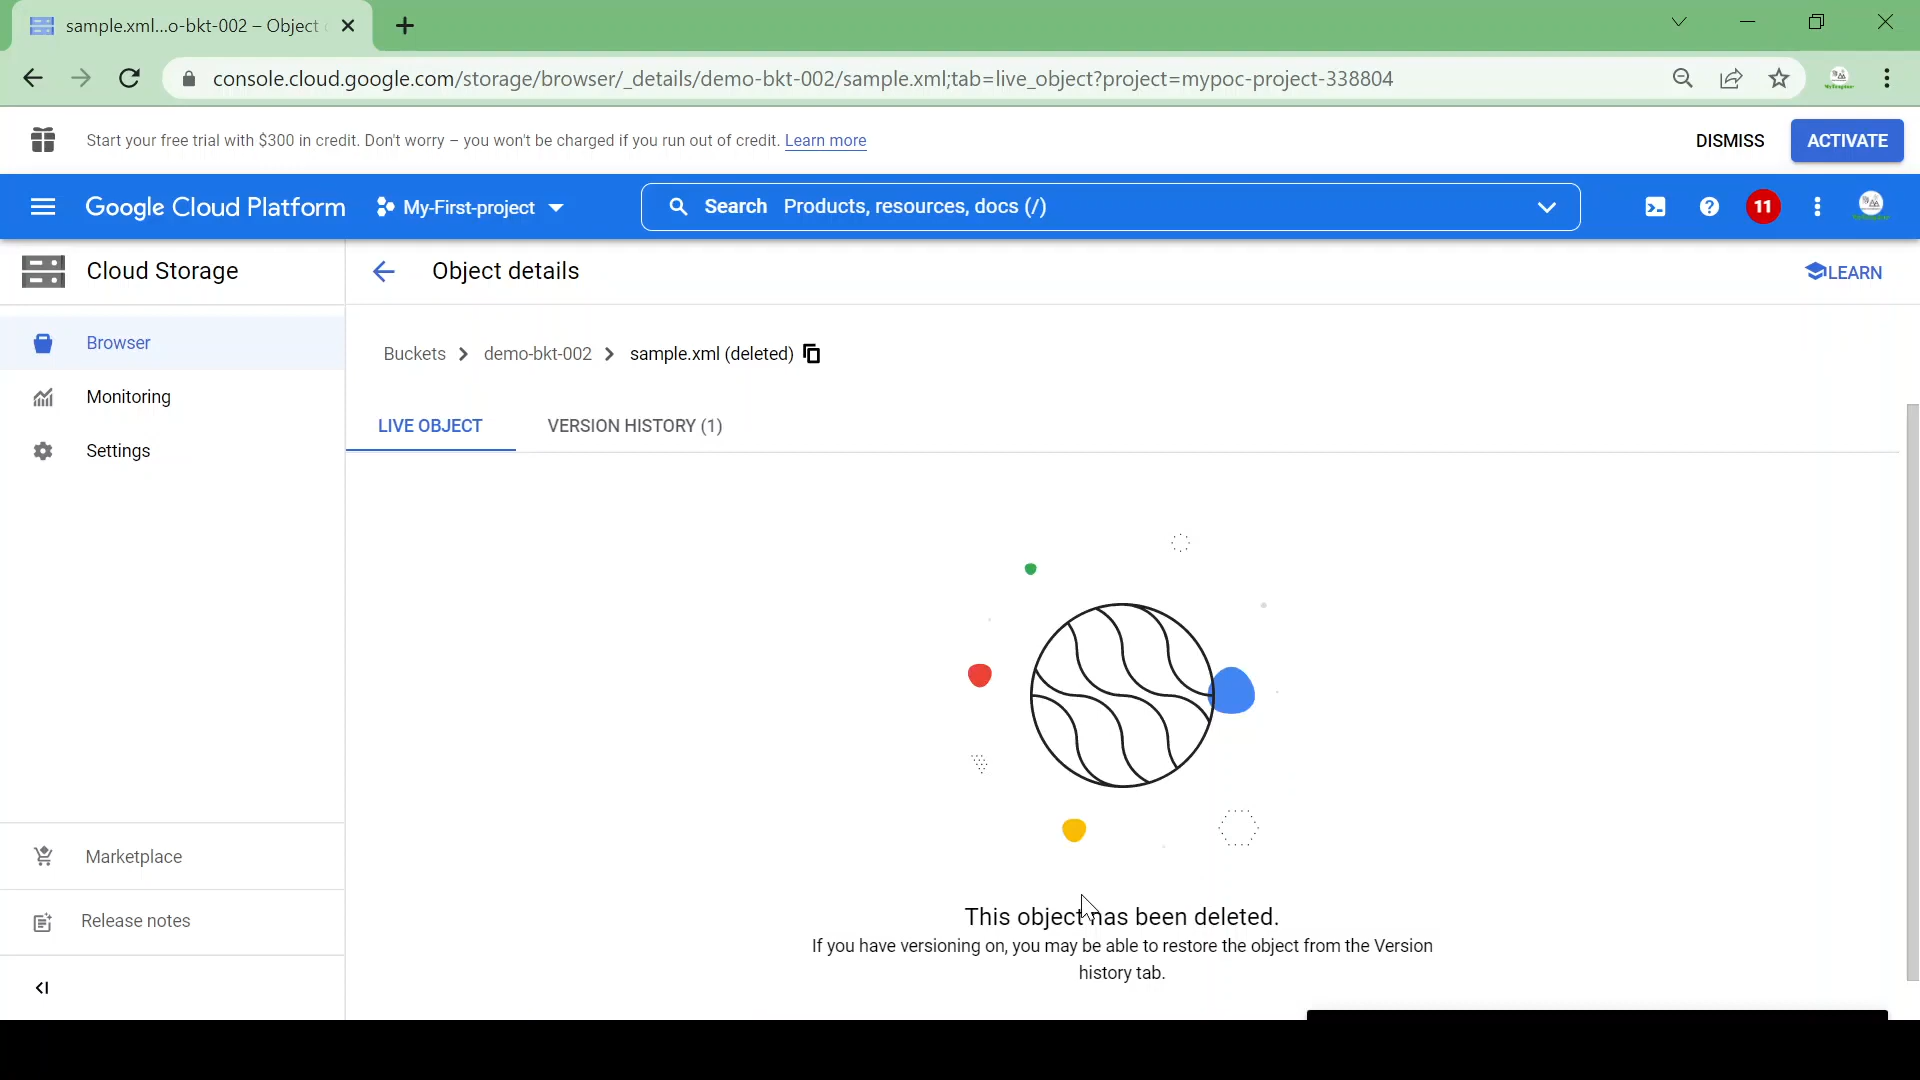 sample.xml...o-bkt-002 – Object
console.cloud.google.com/storage/browser/_details/demo-bkt-002/sample.xml;tab=live_object?project=mypoc-project-338804
Start your free trial with $300 in credit. Don't worry – you won't be charged if you run out of credit. Learn more
DISMISS
ACTIVATE
Google Cloud Platform
My-First-project
Search Products, resources, docs (/)
11
Cloud Storage
Object details
LEARN
Browser
Monitoring
Settings
Buckets
demo-bkt-002
sample.xml (deleted)
LIVE OBJECT
VERSION HISTORY (1)
This object has been deleted.
If you have versioning on, you may be able to restore the object from the Version
history tab.
Marketplace
Release notes